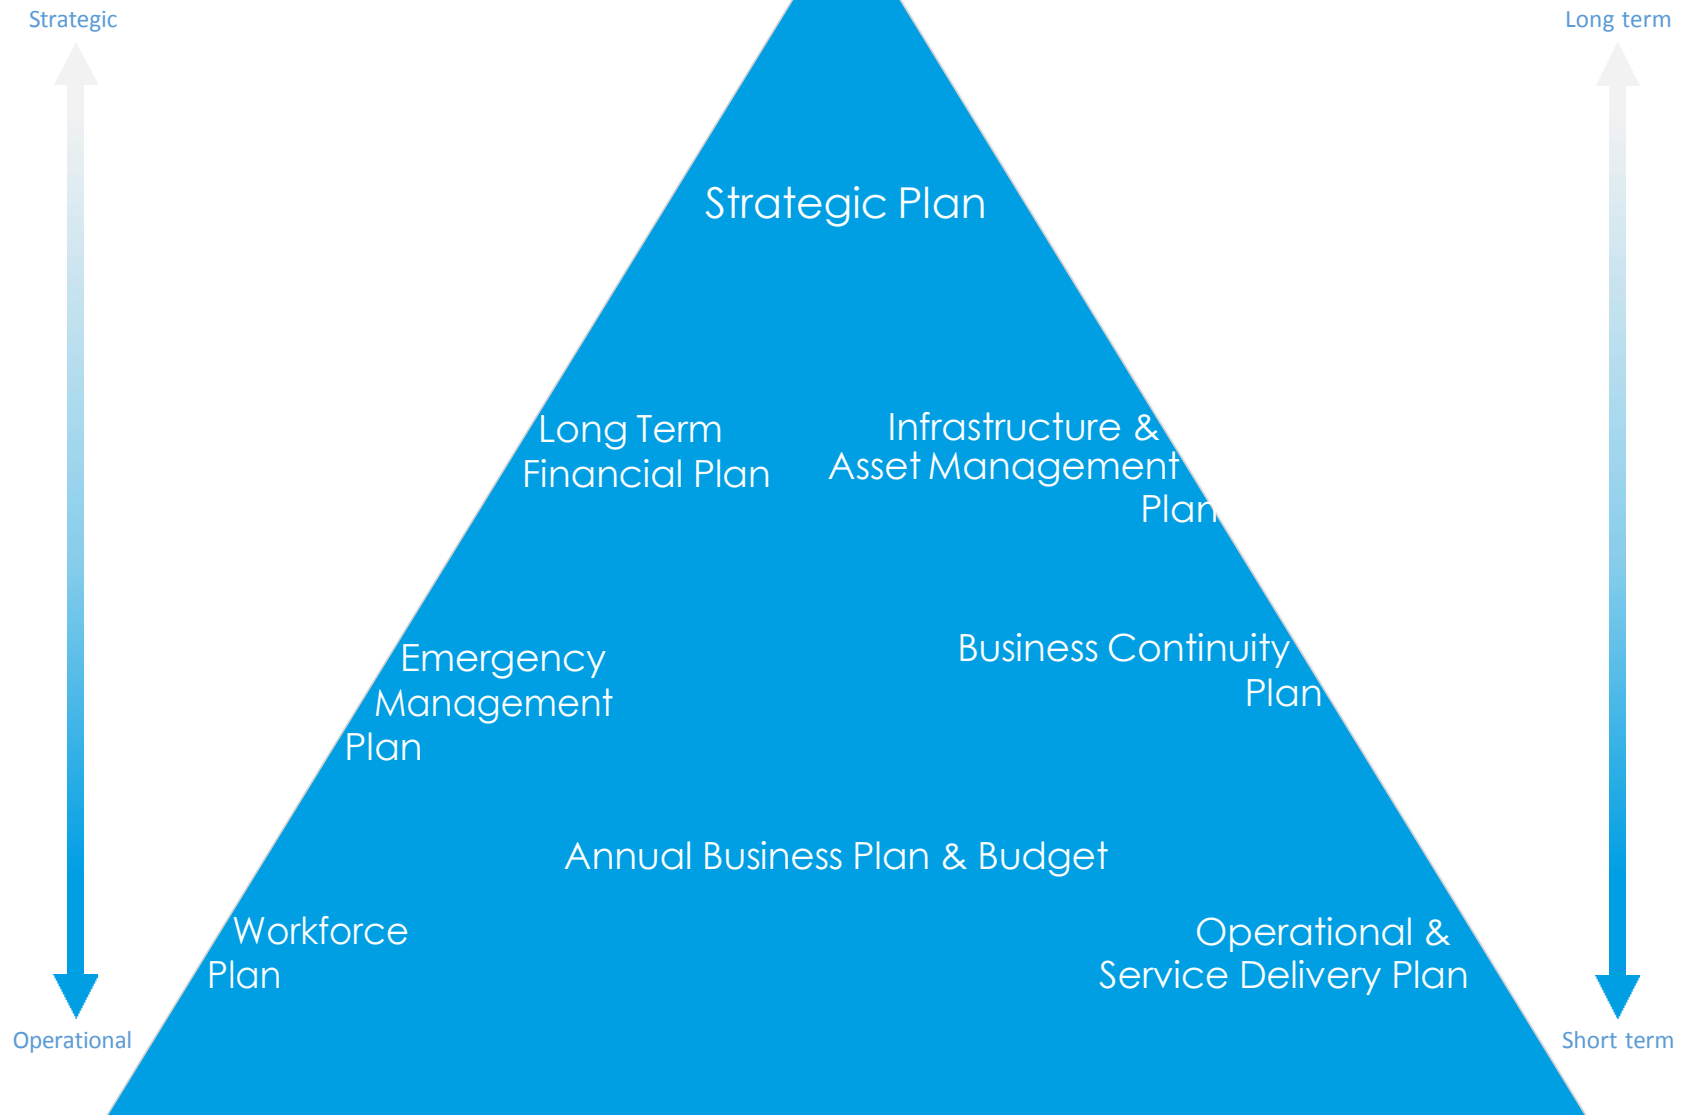 Strategic
Long term
Strategic Plan
Long Term
Financial Plan
Infrastructure &
Asset Management
Plan
Emergency
Management
Plan
Business Continuity
Plan
Annual Business Plan & Budget
Workforce
Plan
Operational &
Service Delivery Plan
Operational
Short term